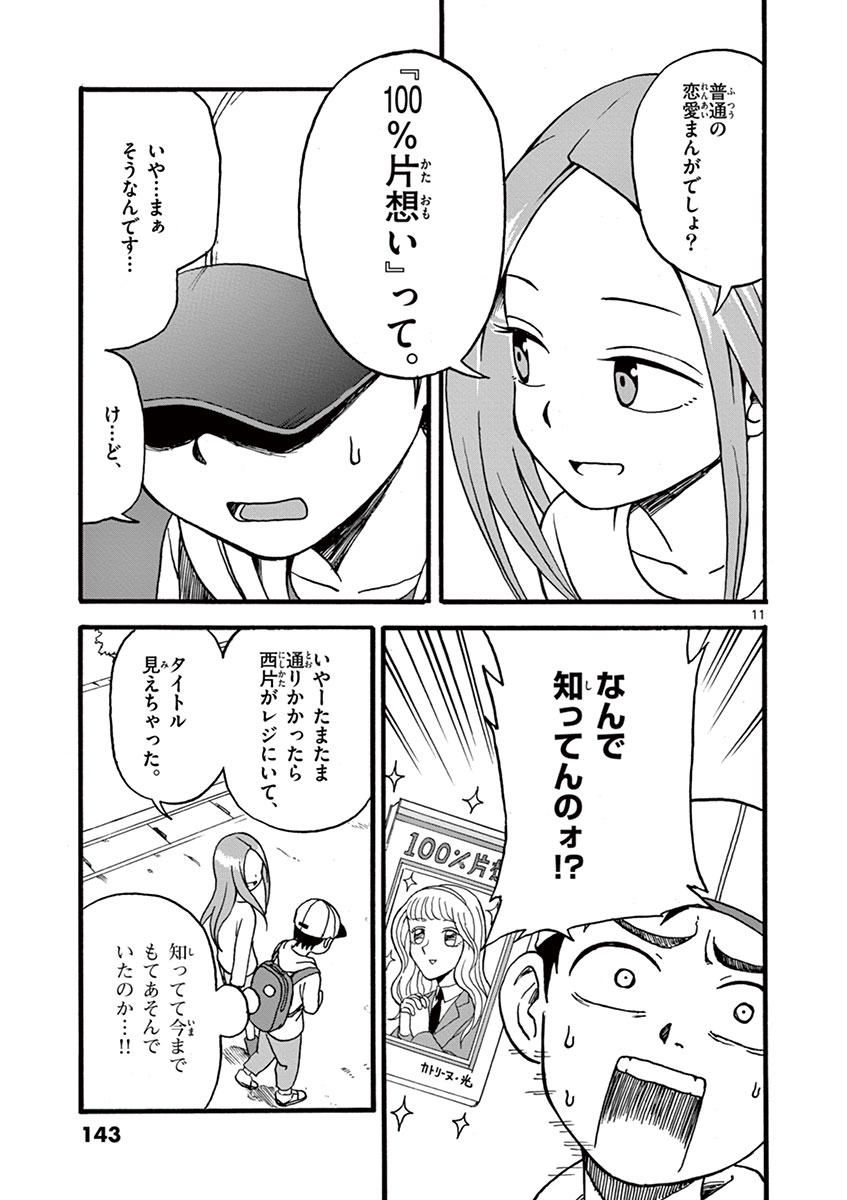 普通の
恋愛まんがでしょ？
『100％片想い』って。
いや…まぁ
そうなんです…
け…ど、
11
なんで
知ってんのォ！？
100％片想
カトリーヌ・光
いやーたまたま
通りかかったら
西片がレジにいて、
タイトル
見えちゃった。
知ってて今まで
もてあそんで
いたのか…！！
143